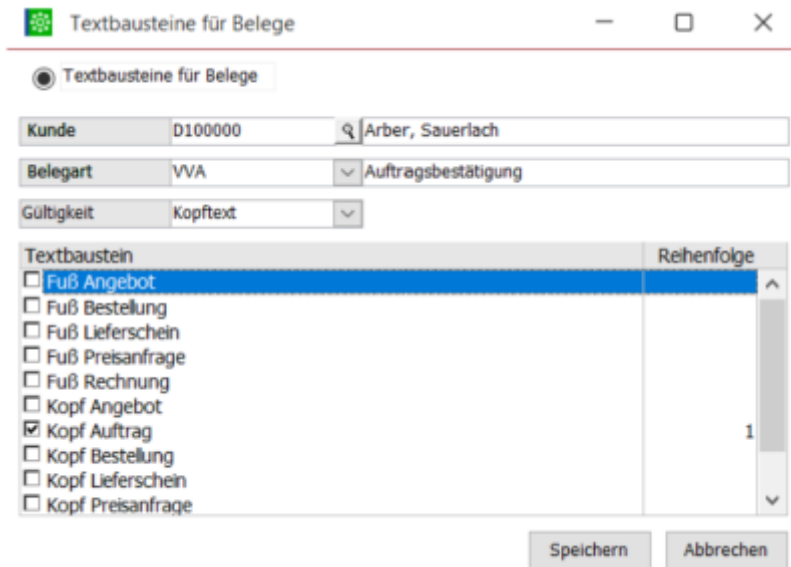 Textbausteine für Belege
Textbausteine für Belege
Kunde D100000 Arber, Sauerlach
Belegart VVA Auftragsbestätigung
Gültigkeit Kopftext
Textbaustein Reihenfolge
Fuß Angebot
Fuß Bestellung
Fuß Lieferschein
Fuß Preisanfrage
Fuß Rechnung
Kopf Angebot
Kopf Auftrag 1
Kopf Bestellung
Kopf Lieferschein
Kopf Preisanfrage
Speichern Abbrechen